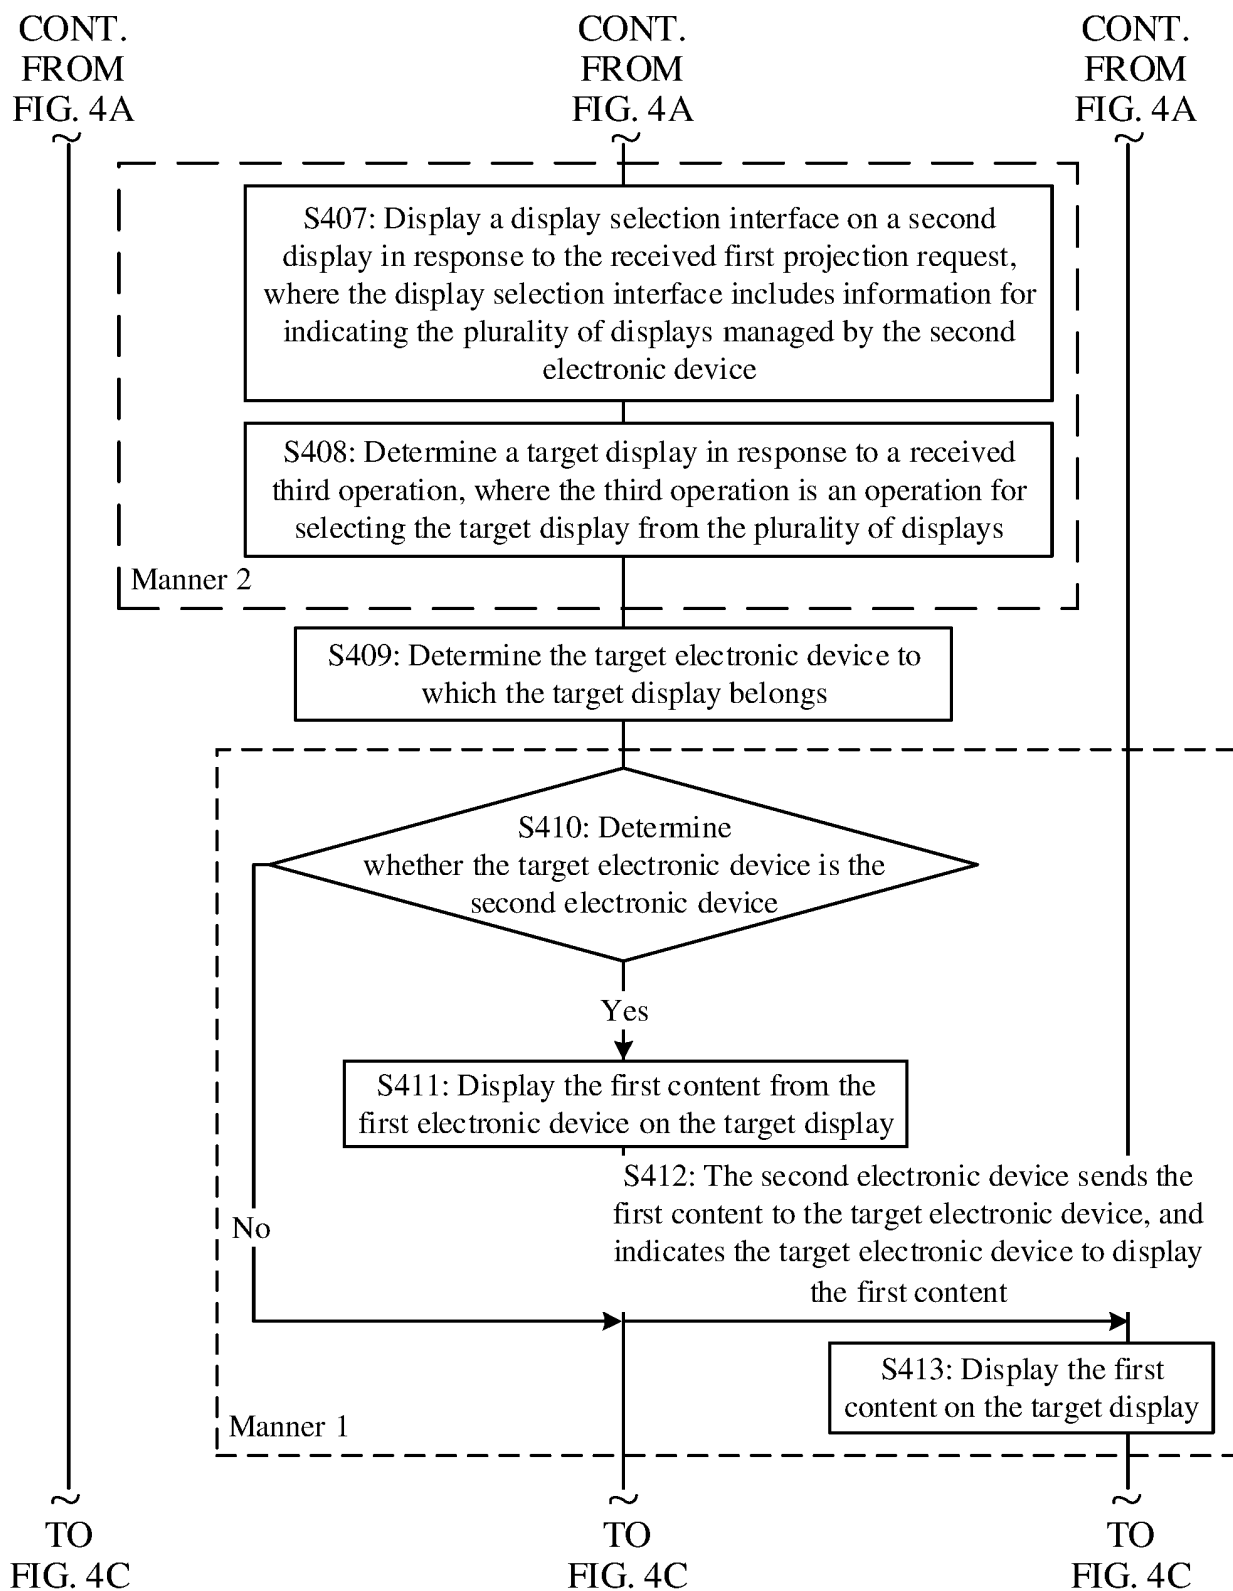 CONT.
FROM
FIG. 4A
CONT.
FROM
FIG. 4A
CONT.
FROM
FIG. 4A
S407: Display a display selection interface on a second
display in response to the received first projection request,
where the display selection interface includes information for
indicating the plurality of displays managed by the second
electronic device
S408: Determine a target display in response to a received
third operation, where the third operation is an operation for
selecting the target display from the plurality of displays
Manner 2
S409: Determine the target electronic device to
which the target display belongs
S410: Determine
whether the target electronic device is the
second electronic device
Yes
S411: Display the first content from the
first electronic device on the target display
S412: The second electronic device sends the
first content to the target electronic device, and
indicates the target electronic device to display
the first content
No
S413: Display the first
content on the target display
Manner 1
TO
FIG. 4C
TO
FIG. 4C
TO
FIG. 4C